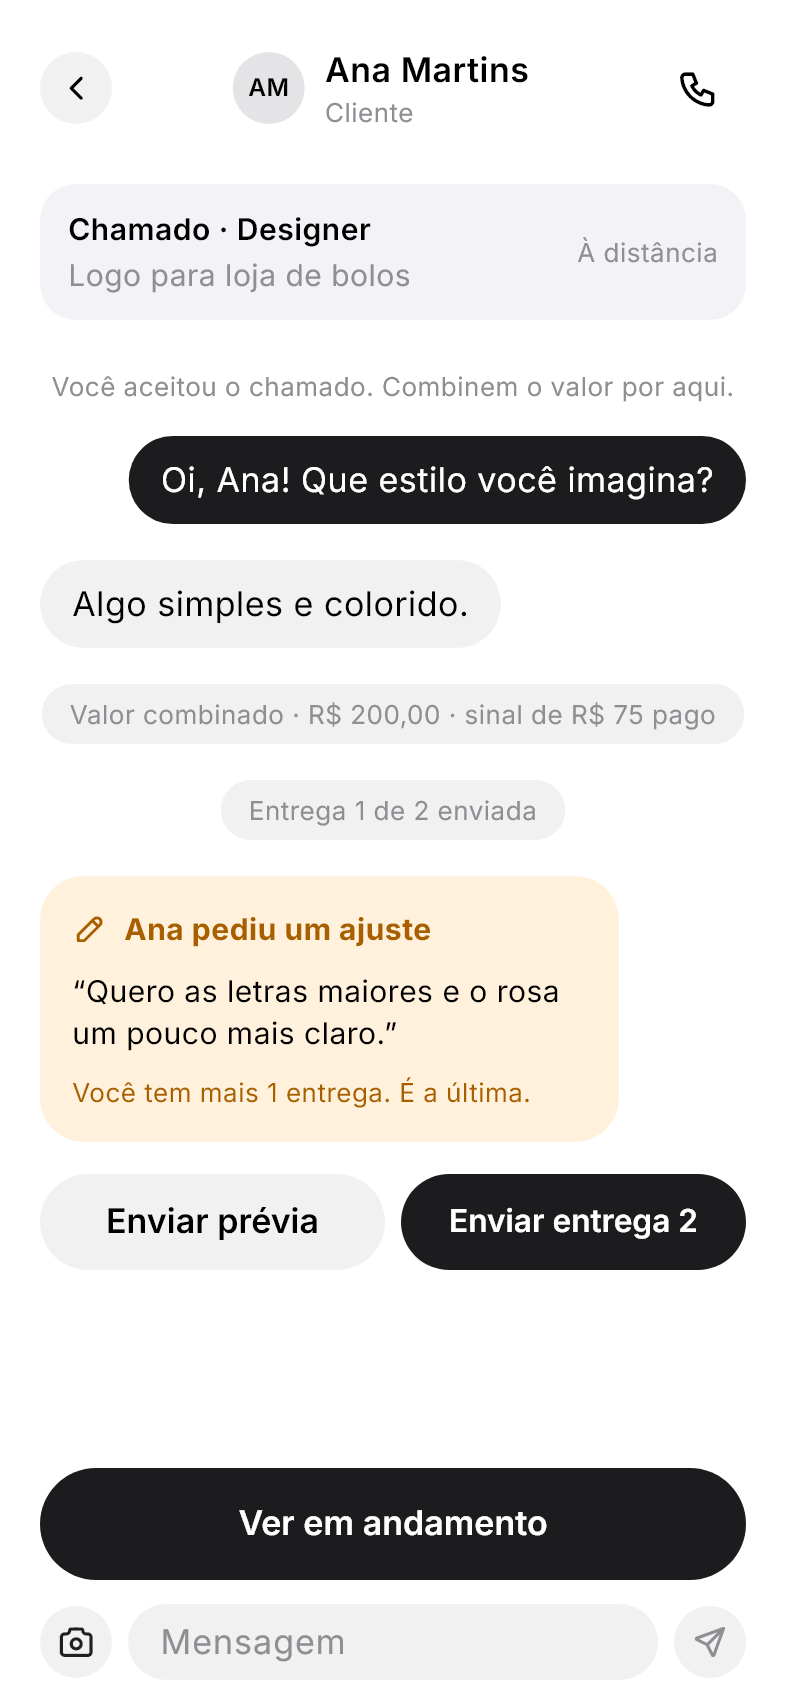 AM
Ana Martins
Cliente
Chamado · Designer
Logo para loja de bolos
À distância
Você aceitou o chamado. Combinem o valor por aqui.
Oi, Ana! Que estilo você imagina?
Algo simples e colorido.
Valor combinado · R$ 200,00 · sinal de R$ 75 pago
Entrega 1 de 2 enviada
Ana pediu um ajuste
“Quero as letras maiores e o rosa
um pouco mais claro.”
Você tem mais 1 entrega. É a última.
Enviar prévia
Enviar entrega 2
Ver em andamento
Mensagem